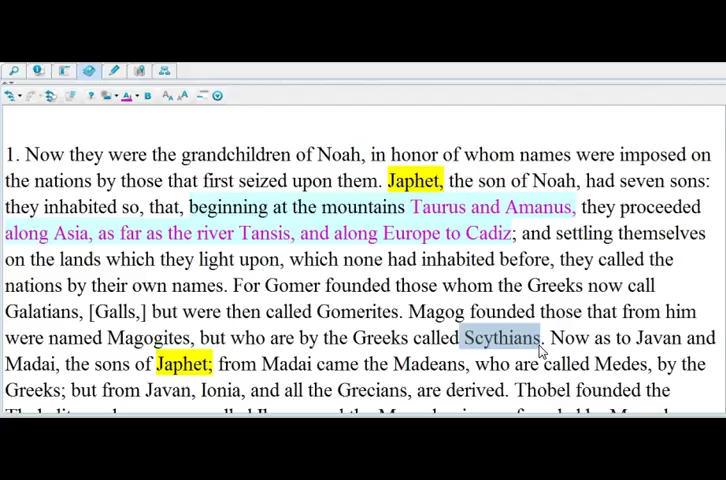 1. Now they were the grandchildren of Noah, in honor of whom names were imposed on
the nations by those that first seized upon them. Japhet, the son of Noah, had seven sons:
they inhabited so, that, beginning at the mountains Taurus and Amanus, they proceeded
along Asia, as far as the river Tansis, and along Europe to Cadiz; and settling themselves
on the lands which they light upon, which none had inhabited before, they called the
nations by their own names. For Gomer founded those whom the Greeks now call
Galatians, [Galls,] but were then called Gomerites. Magog founded those that from him
were named Magogites, but who are by the Greeks called Scythians. Now as to Javan and
Madai, the sons of Japhet; from Madai came the Madeans, who are called Medes, by the
Greeks; but from Javan, Ionia, and all the Grecians, are derived. Thobel founded the